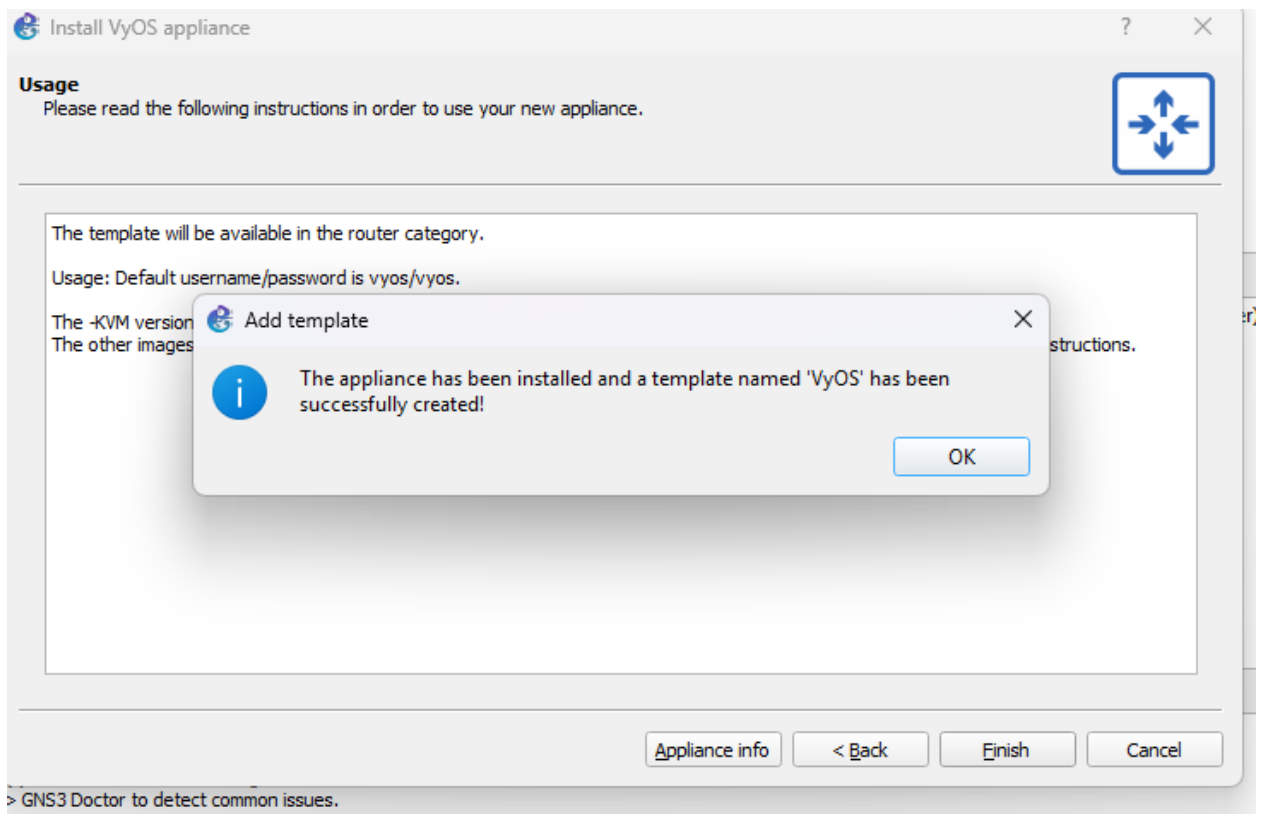 Install VyOS appliance
?
Usage
Please read the following instructions in order to use your new appliance.
The template will be available in the router category.
Usage: Default username/password is vyos/vyos.
The -KVM version
The other images
structions.
Add template
The appliance has been installed and a template named 'VyOS' has been
successfully created!
OK
Appliance info
< Back
Finish
Cancel
> GNS3 Doctor to detect common issues.